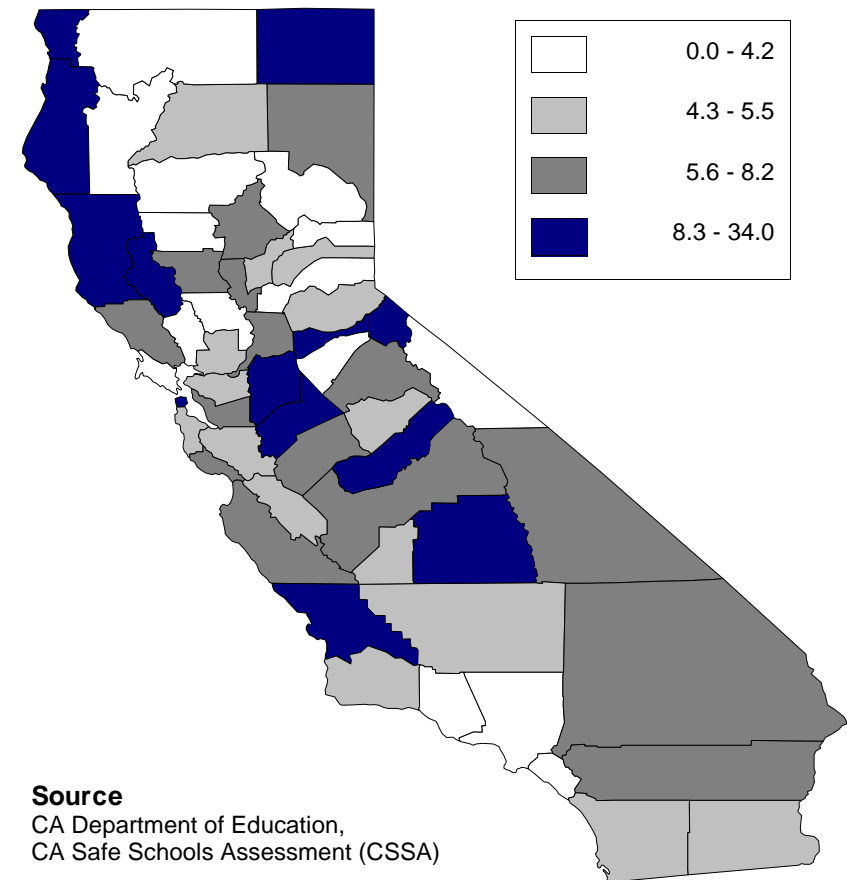 0.0 - 4.2
4.3 - 5.5
5.6 - 8.2
8.3 - 34.0
Source
CA Department of Education,
CA Safe Schools Assessment (CSSA)